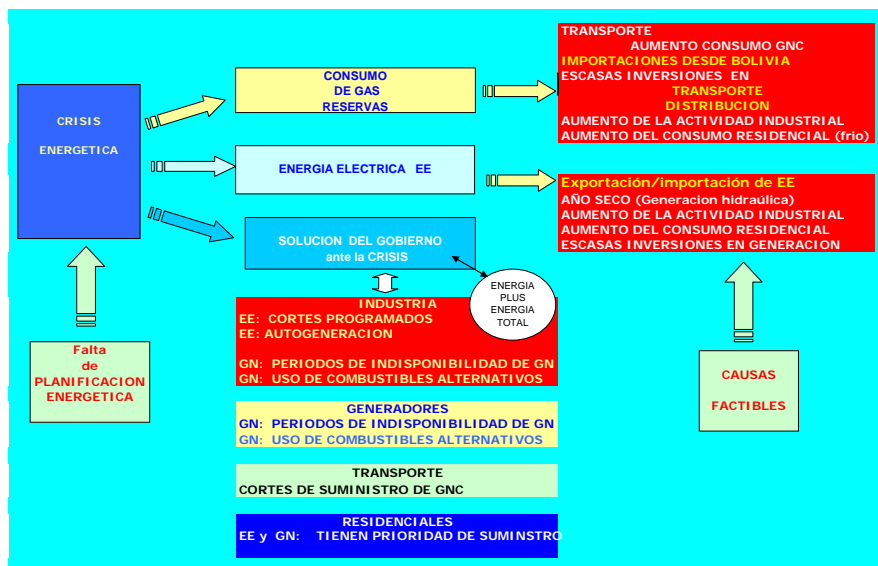 CRISIS
ENERGETICA
CONSUMO
DE GAS
RESERVAS
TRANSPORTE
AUMENTO CONSUMO GNC
IMPORTACIONES DESDE BOLIVIA
ESCASAS INVERSIONES EN
TRANSPORTE
DISTRIBUCION
AUMENTO DE LA ACTIVIDAD INDUSTRIAL
AUMENTO DEL CONSUMO RESIDENCIAL (frio)
ENERGIA ELECTRICA EE
Exportación/importación de EE
AÑO SECO (Generacion hidraúlica)
AUMENTO DE LA ACTIVIDAD INDUSTRIAL
AUMENTO DEL CONSUMO RESIDENCIAL
ESCASAS INVERSIONES EN GENERACION
SOLUCION DEL GOBIERNO
ante la CRISIS
ENERGIA
PLUS
ENERGIA
TOTAL
INDUSTRIA
EE: CORTES PROGRAMADOS
EE: AUTOGENERACION
GN: PERIODOS DE INDISPONIBILIDAD DE GN
GN: USO DE COMBUSTIBLES ALTERNATIVOS
Falta
de
PLANIFICACION
ENERGETICA
CAUSAS
FACTIBLES
GENERADORES
GN: PERIODOS DE INDISPONIBILIDAD DE GN
GN: USO DE COMBUSTIBLES ALTERNATIVOS
TRANSPORTE
CORTES DE SUMINISTRO DE GNC
RESIDENCIALES
EE y GN: TIENEN PRIORIDAD DE SUMINSTRO